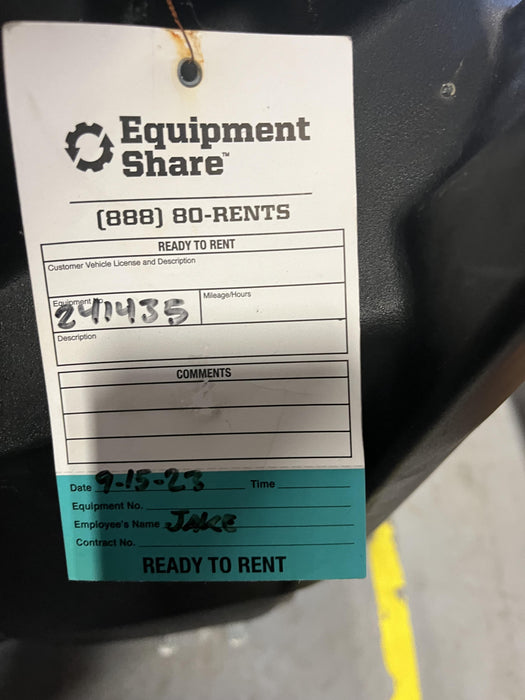 Equipment
Share™
(888) 80-RENTS
READY TO RENT
Customer Vehicle License and Description
Equipment No.
241435
Mileage/Hours
Description
COMMENTS
Date 9-15-23 Time
Equipment No.
Employee's Name JAKE
Contract No.
READY TO RENT